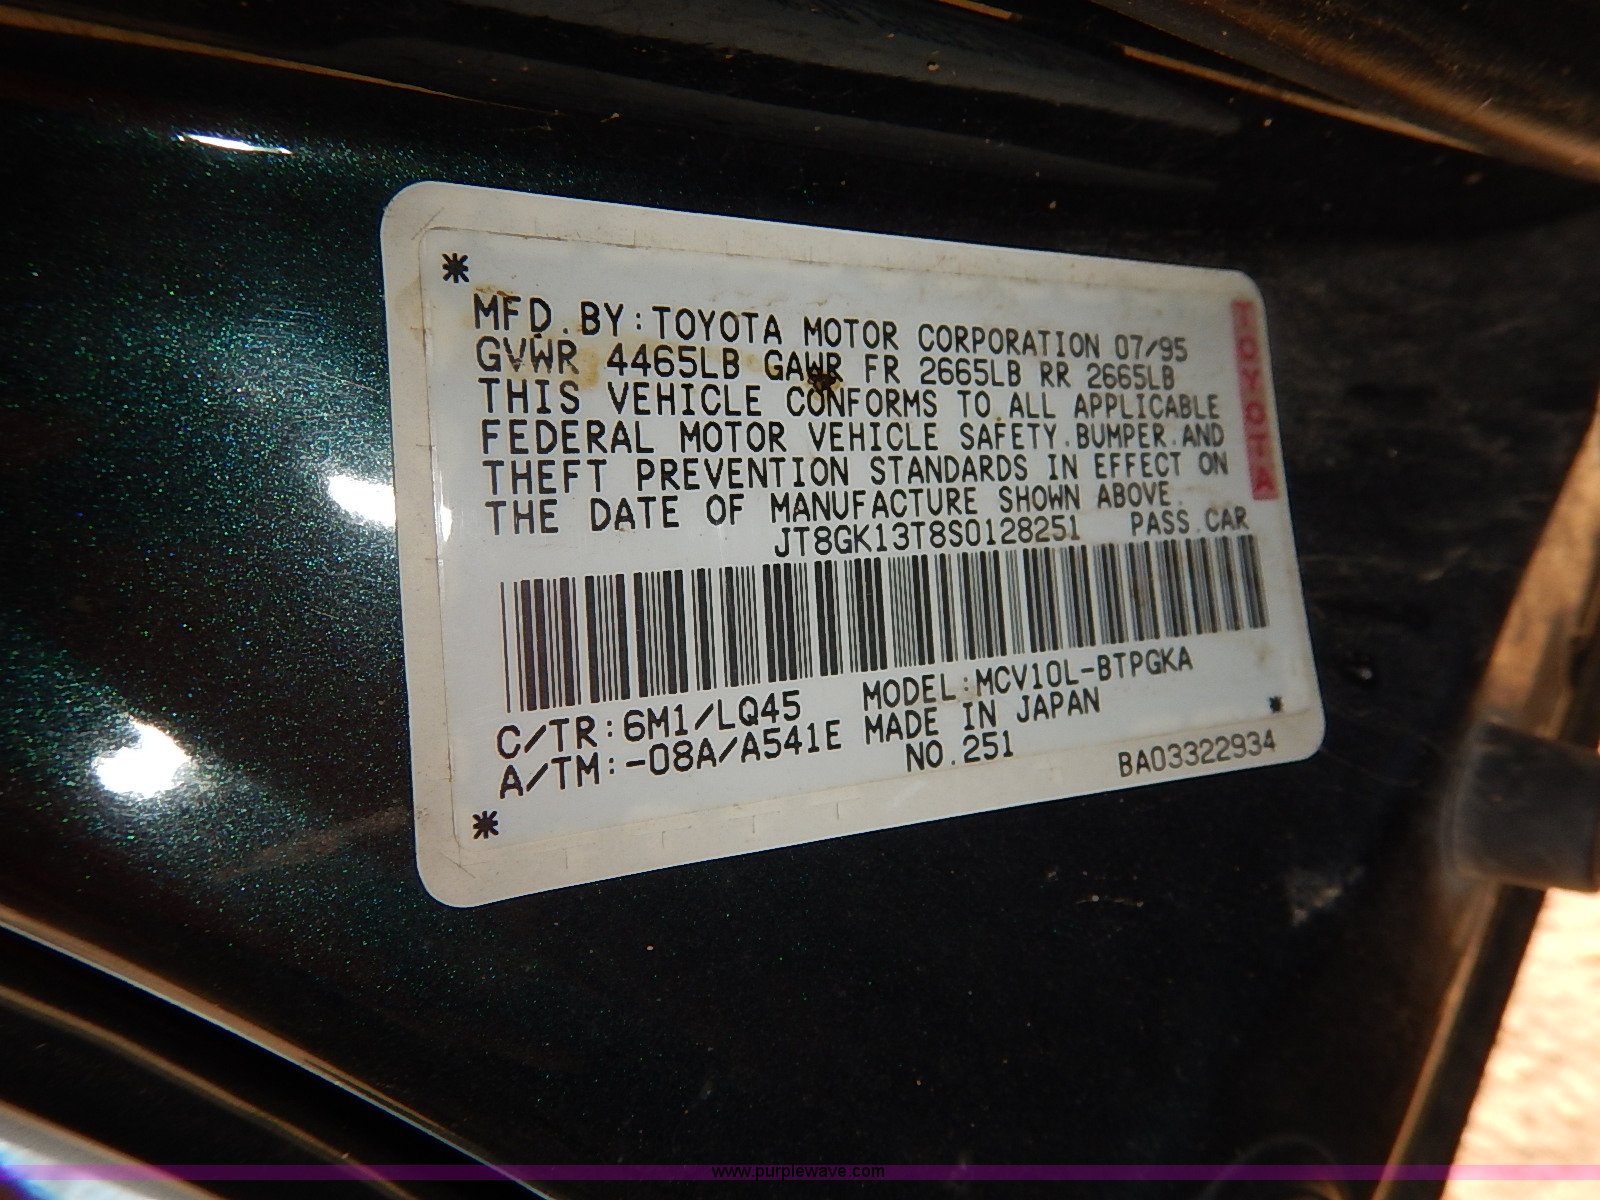 MFD. BY: TOYOTA MOTOR CORPORATION 07/95
GVWR 4465LB GAWR FR 2665LB RR 2665LB
THIS VEHICLE CONFORMS TO ALL APPLICABLE
FEDERAL MOTOR VEHICLE SAFETY.BUMPER.AND
THEFT PREVENTION STANDARDS IN EFFECT ON
THE DATE OF MANUFACTURE SHOWN ABOVE.
JT8GK13T8S0128251 PASS.CAR
C/TR:6M1/LQ45 MODEL:MCV10L-BTPGKA
A/TM:-08A/A541E MADE IN JAPAN
NO.251 BA03322934
TOYOTA
www.purplewave.com